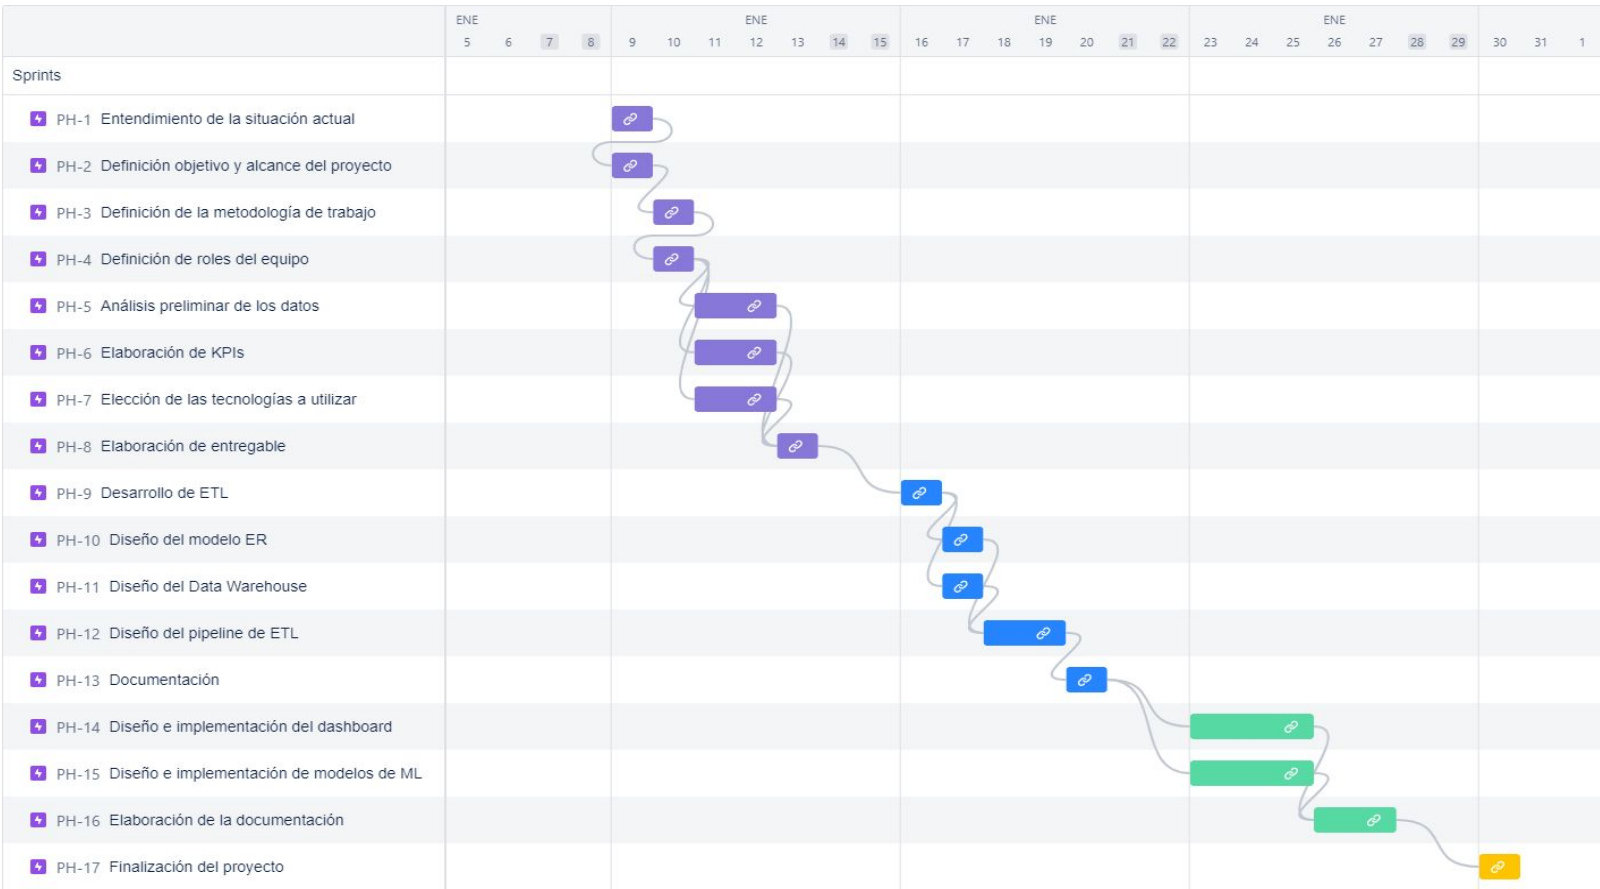 ENE ENE ENE ENE
5 6 7 8 9 10 11 12 13 14 15 16 17 18 19 20 21 22 23 24 25 26 27 28 29 30 31 1
Sprints
PH-1 Entendimiento de la situación actual
PH-2 Definición objetivo y alcance del proyecto
PH-3 Definición de la metodología de trabajo
PH-4 Definición de roles del equipo
PH-5 Análisis preliminar de los datos
PH-6 Elaboración de KPIs
PH-7 Elección de las tecnologías a utilizar
PH-8 Elaboración de entregable
PH-9 Desarrollo de ETL
PH-10 Diseño del modelo ER
PH-11 Diseño del Data Warehouse
PH-12 Diseño del pipeline de ETL
PH-13 Documentación
PH-14 Diseño e implementación del dashboard
PH-15 Diseño e implementación de modelos de ML
PH-16 Elaboración de la documentación
PH-17 Finalización del proyecto